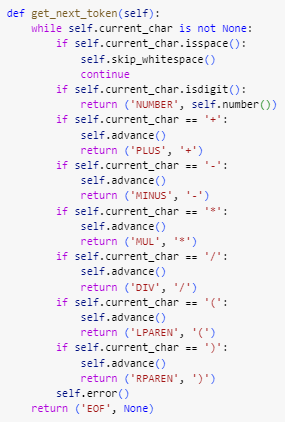 def get_next_token(self):
    while self.current_char is not None:
        if self.current_char.isspace():
            self.skip_whitespace()
            continue
        if self.current_char.isdigit():
            return ('NUMBER', self.number())
        if self.current_char == '+':
            self.advance()
            return ('PLUS', '+')
        if self.current_char == '-':
            self.advance()
            return ('MINUS', '-')
        if self.current_char == '*':
            self.advance()
            return ('MUL', '*')
        if self.current_char == '/':
            self.advance()
            return ('DIV', '/')
        if self.current_char == '(':
            self.advance()
            return ('LPAREN', '(')
        if self.current_char == ')':
            self.advance()
            return ('RPAREN', ')')
        self.error()
    return ('EOF', None)